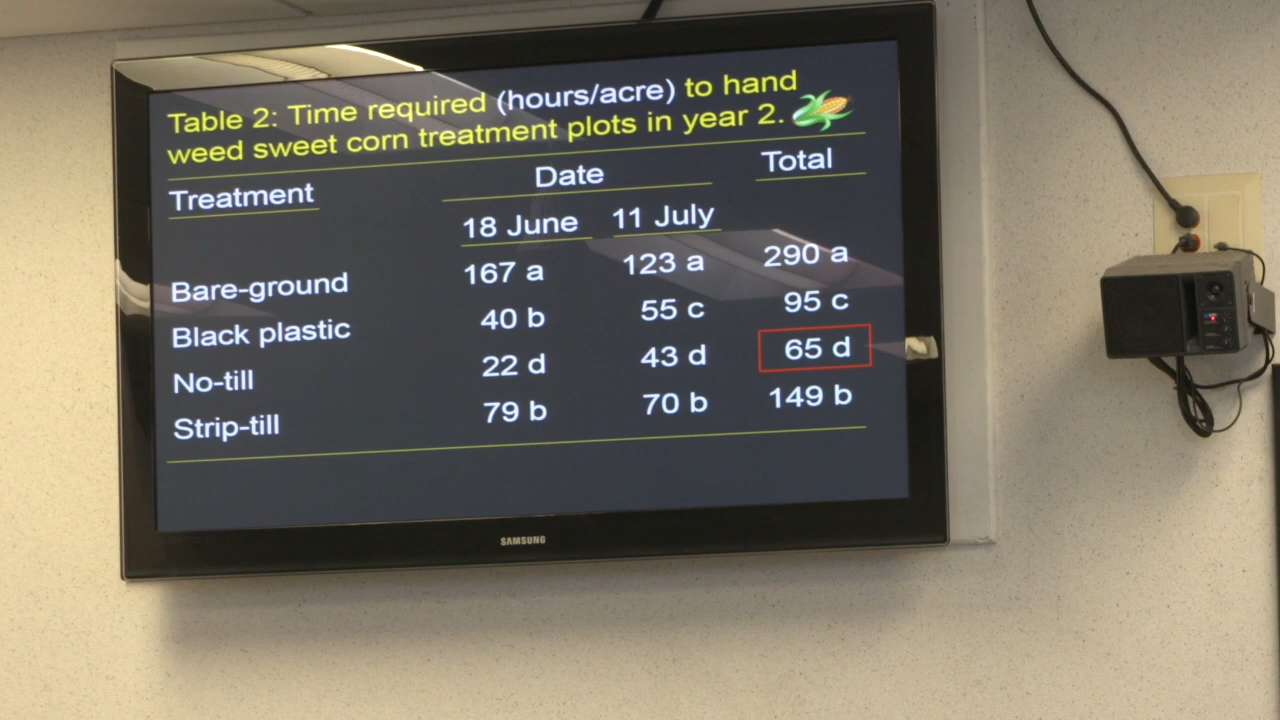 Table 2: Time required (hours/acre) to hand
weed sweet corn treatment plots in year 2.
Treatment Date Total
18 June 11 July
Bare-ground 167 a 123 a 290 a
Black plastic 40 b 55 c 95 c
No-till 22 d 43 d 65 d
Strip-till 79 b 70 b 149 b
SAMSUNG